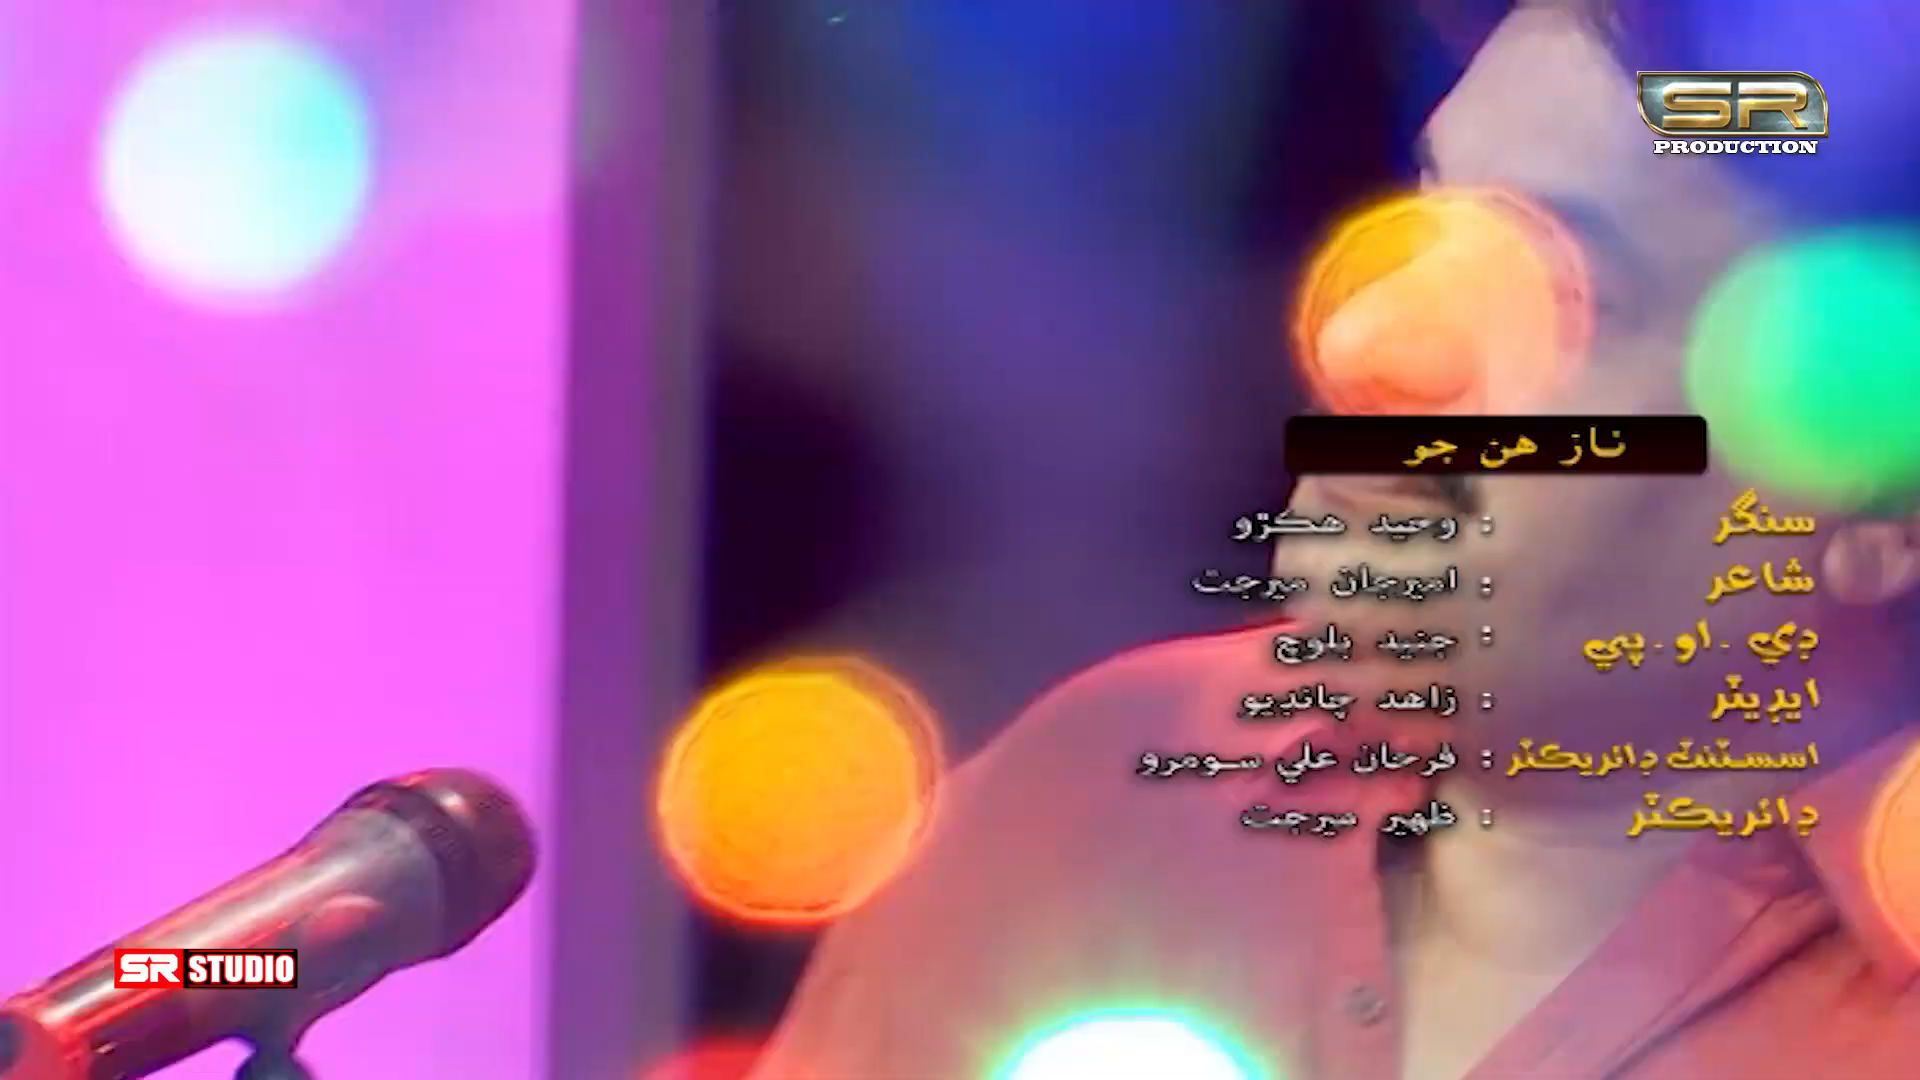 SR
PRODUCTION
ناز هن جو
سنگر : وحيد هڪڙو
شاعر : اميرجان ميرجت
ڊي .او.پي : جنيد بلوچ
ايڊيٽر : زاهد چانڊيو
اسسٽنٽ ڊائريڪٽر : فرحان علي سومرو
ڊائريڪٽر : ظهير ميرجت
SR STUDIO